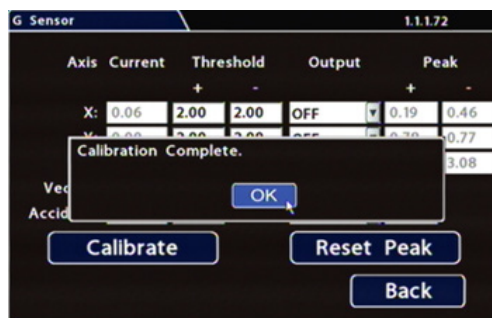 G Sensor 1.1.1.72
Axis Current Threshold Output Peak
+ - + -
X: 0.06 2.00 2.00 OFF 0.19 0.46
0.77
Calibration Complete.
3.08
OK
Calibrate Reset Peak
Back